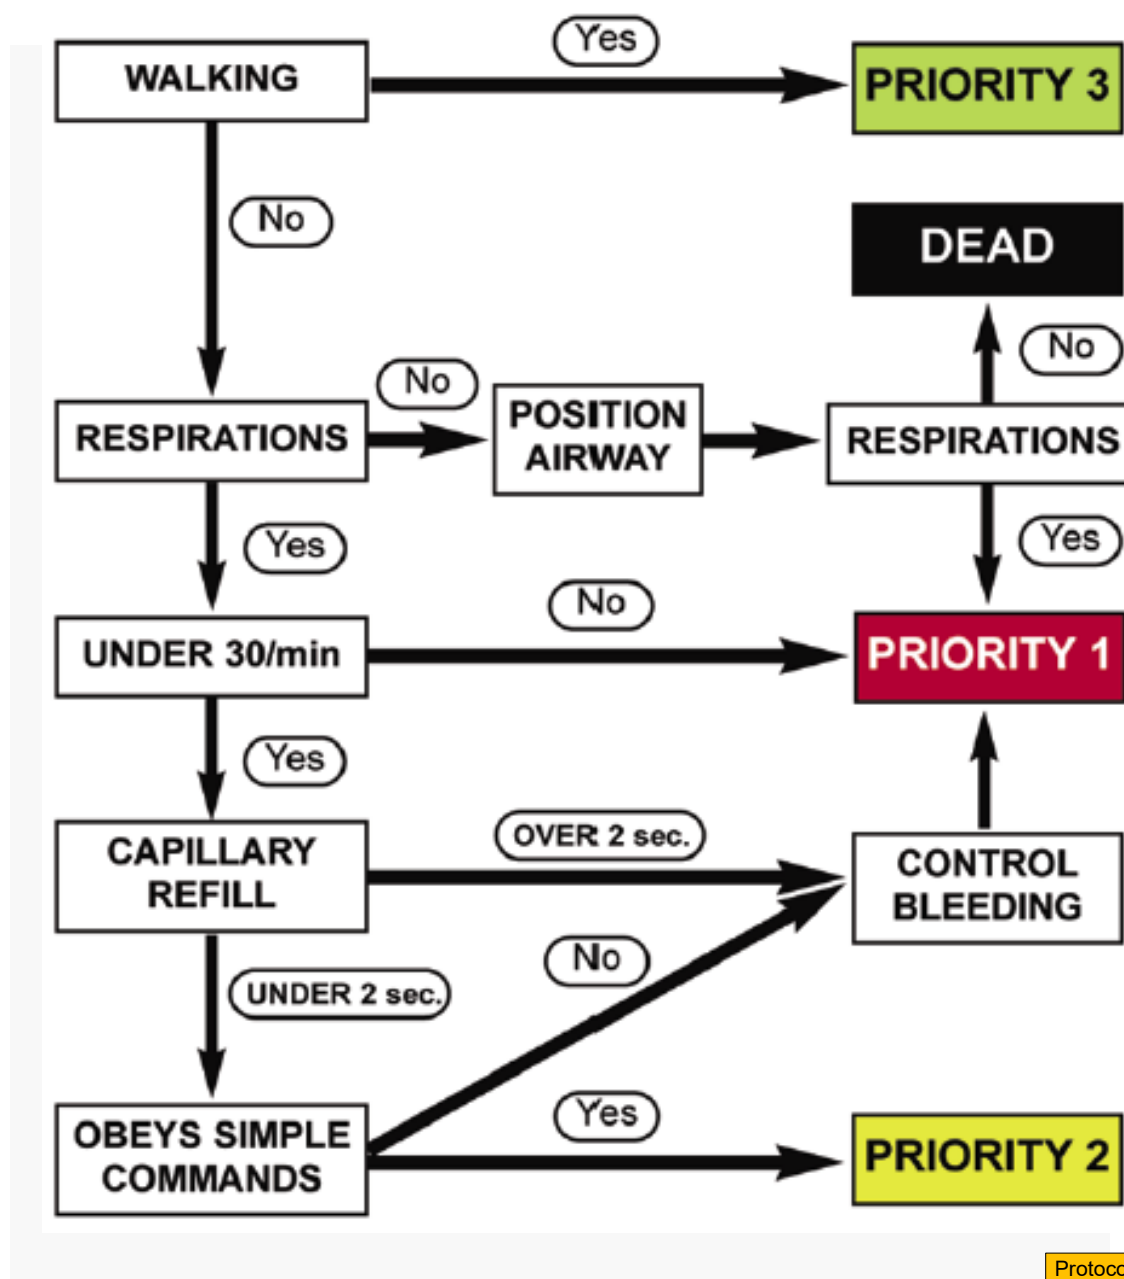 Yes
WALKING
PRIORITY 3
No
DEAD
No
No
POSITION
AIRWAY
RESPIRATIONS
RESPIRATIONS
Yes
Yes
No
UNDER 30/min
PRIORITY 1
Yes
OVER 2 sec.
CAPILLARY
REFILL
CONTROL
BLEEDING
No
UNDER 2 sec.
Yes
OBEYS SIMPLE
COMMANDS
PRIORITY 2
Protoco